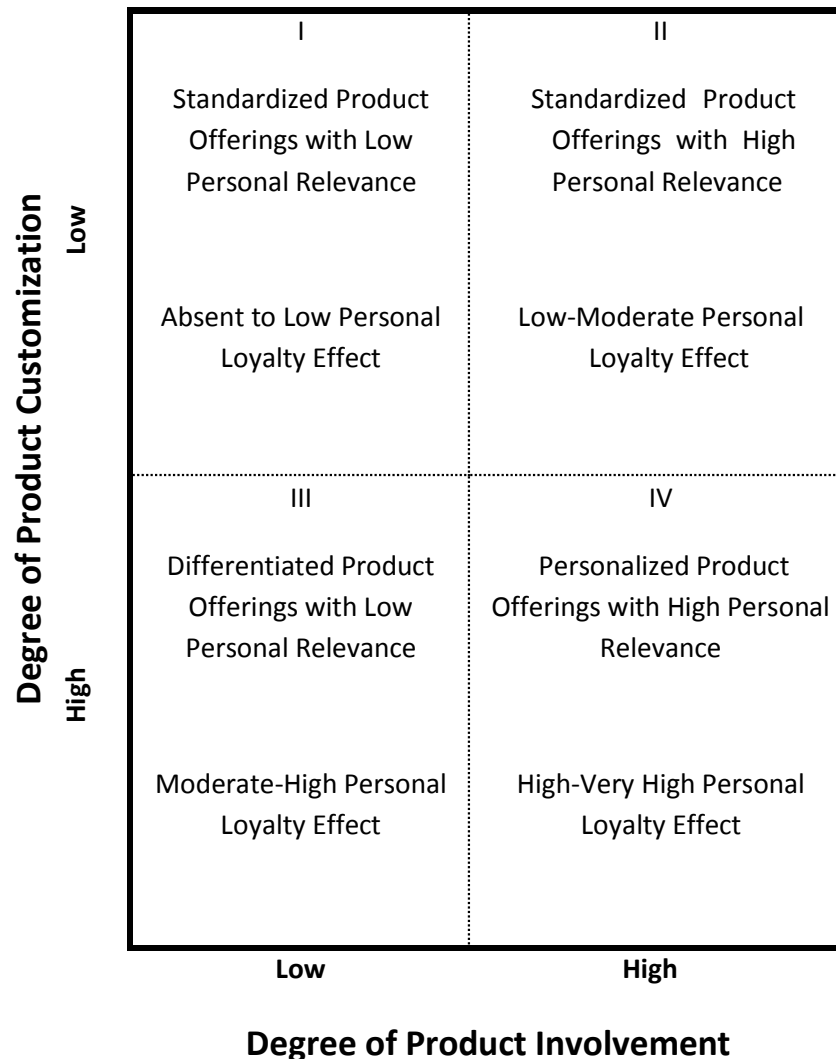 Degree of Product Customization
Low
High
I
Standardized Product
Offerings with Low
Personal Relevance
Absent to Low Personal
Loyalty Effect
II
Standardized Product
Offerings with High
Personal Relevance
Low-Moderate Personal
Loyalty Effect
III
Differentiated Product
Offerings with Low
Personal Relevance
Moderate-High Personal
Loyalty Effect
IV
Personalized Product
Offerings with High Personal
Relevance
High-Very High Personal
Loyalty Effect
Low
High
Degree of Product Involvement